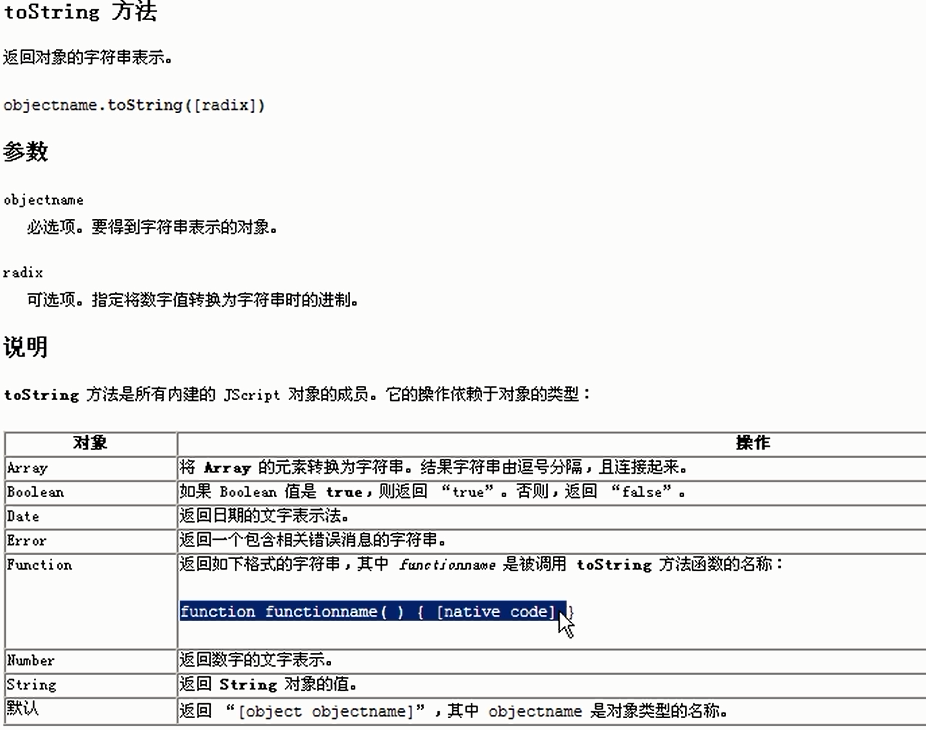 toString 方法
返回对象的字符串表示。
objectname.toString([radix])
参数
objectname
必选项。要得到字符串表示的对象。
radix
可选项。指定将数字值转换为字符串时的进制。
说明
toString 方法是所有内建的 JScript 对象的成员。它的操作依赖于对象的类型：
对象 操作
Array 将 Array 的元素转换为字符串。结果字符串由逗号分隔，且连接起来。
Boolean 如果 Boolean 值是 true，则返回 “true”。否则，返回 “false”。
Date 返回日期的文字表示法。
Error 返回一个包含相关错误消息的字符串。
Function 返回如下格式的字符串，其中 functionname 是被调用 toString 方法函数的名称：
function functionname( ) { [native code] }
Number 返回数字的文字表示。
String 返回 String 对象的值。
默认 返回 “[object objectname]”，其中 objectname 是对象类型的名称。